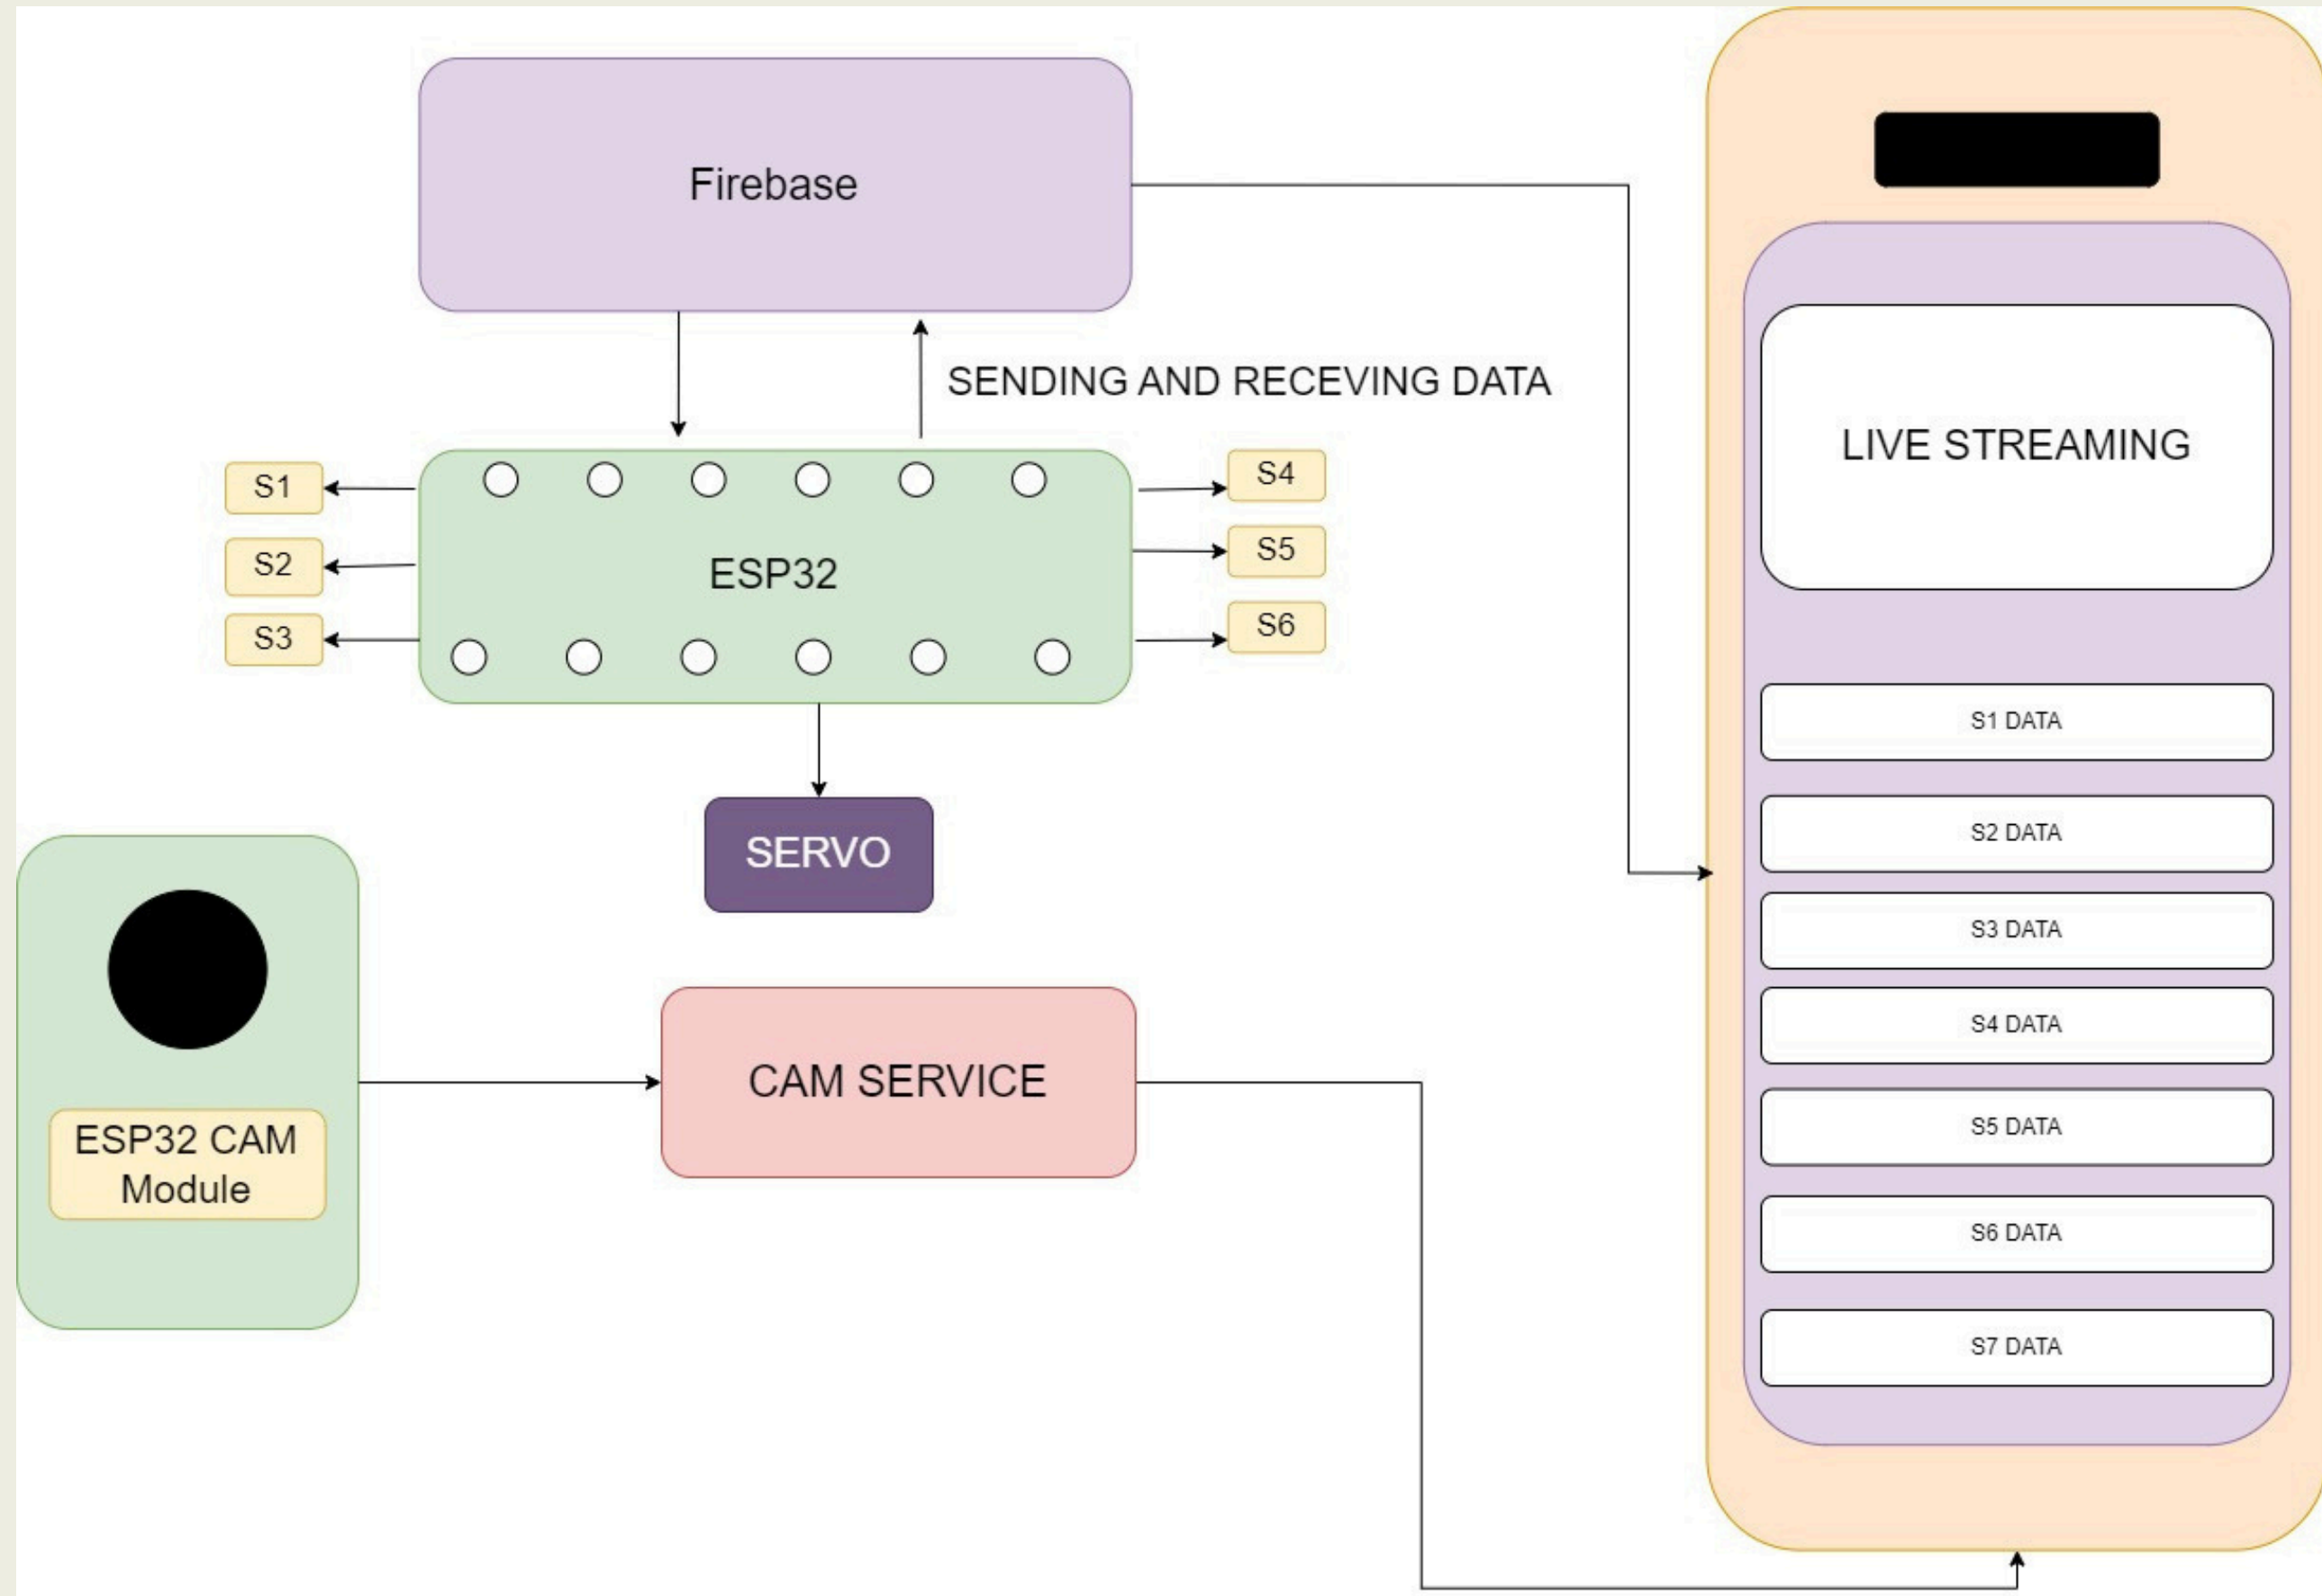 Firebase
SENDING AND RECEVING DATA
S1
S2
S3
ESP32
S4
S5
S6
SERVO
ESP32 CAM
Module
CAM SERVICE
LIVE STREAMING
S1 DATA
S2 DATA
S3 DATA
S4 DATA
S5 DATA
S6 DATA
S7 DATA